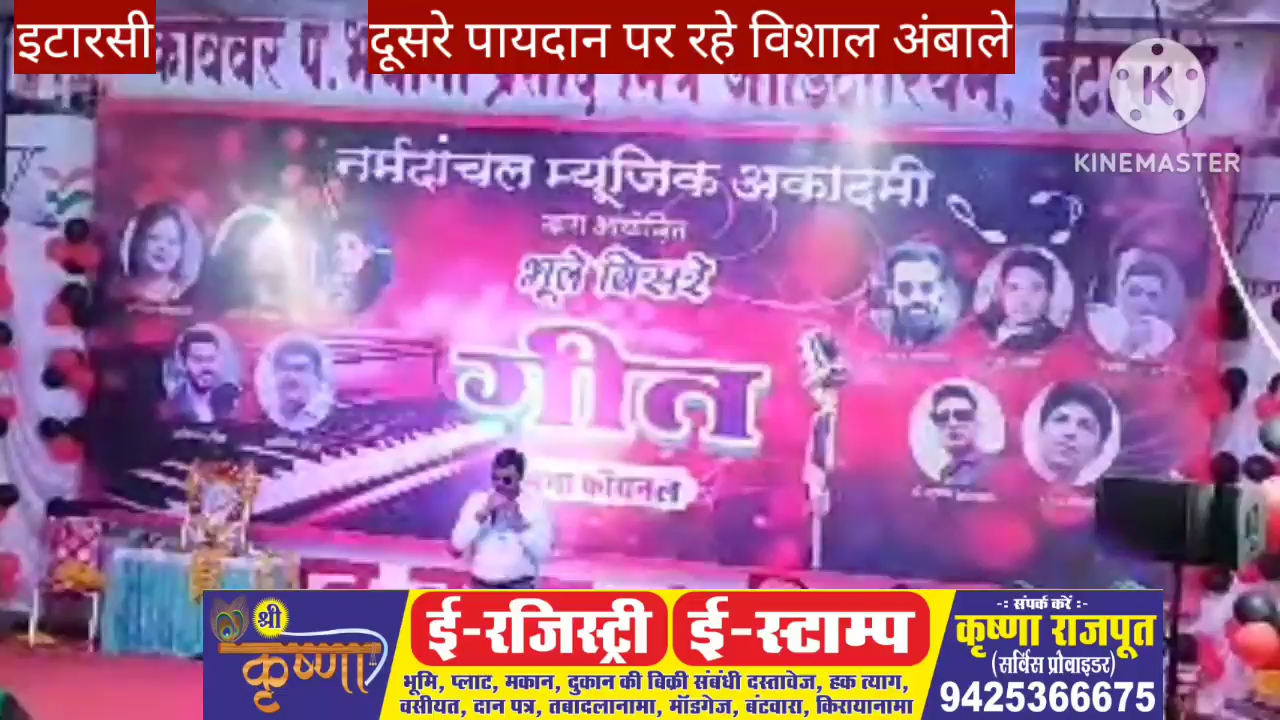 इटारसी
दूसरे पायदान पर रहे विशाल अंबाले
KINEMASTER
नर्मदांचल म्यूजिक अकादमी
द्वारा आयोजित
भूले बिसरे
गीत
श्री
कृष्णा
ई-रजिस्ट्री
ई-स्टाम्प
भूमि, प्लाट, मकान, दुकान की बिक्री संबंधी दस्तावेज, हक त्याग,
वसीयत, दान पत्र, तबादलानामा, मॉडगेज, बंटवारा, किरायानामा
-: संपर्क करें :-
कृष्णा राजपूत
(सर्विस प्रोवाइडर)
9425366675